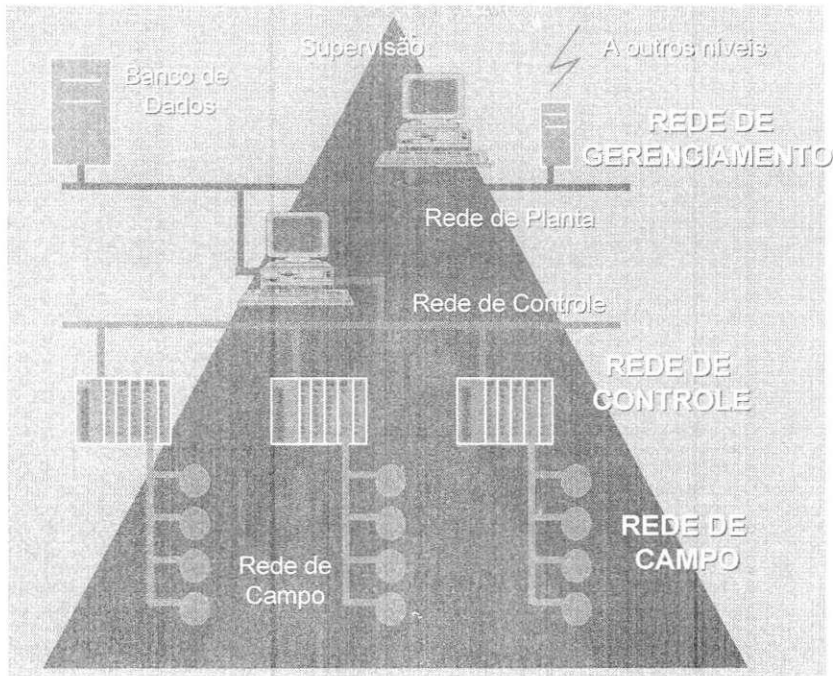 Supervisão
A outros níveis
Banco de
Dados
REDE DE
GERENCIAMENTO
Rede de Planta
Rede de Controle
REDE DE
CONTROLE
REDE DE
CAMPO
Rede de
Campo